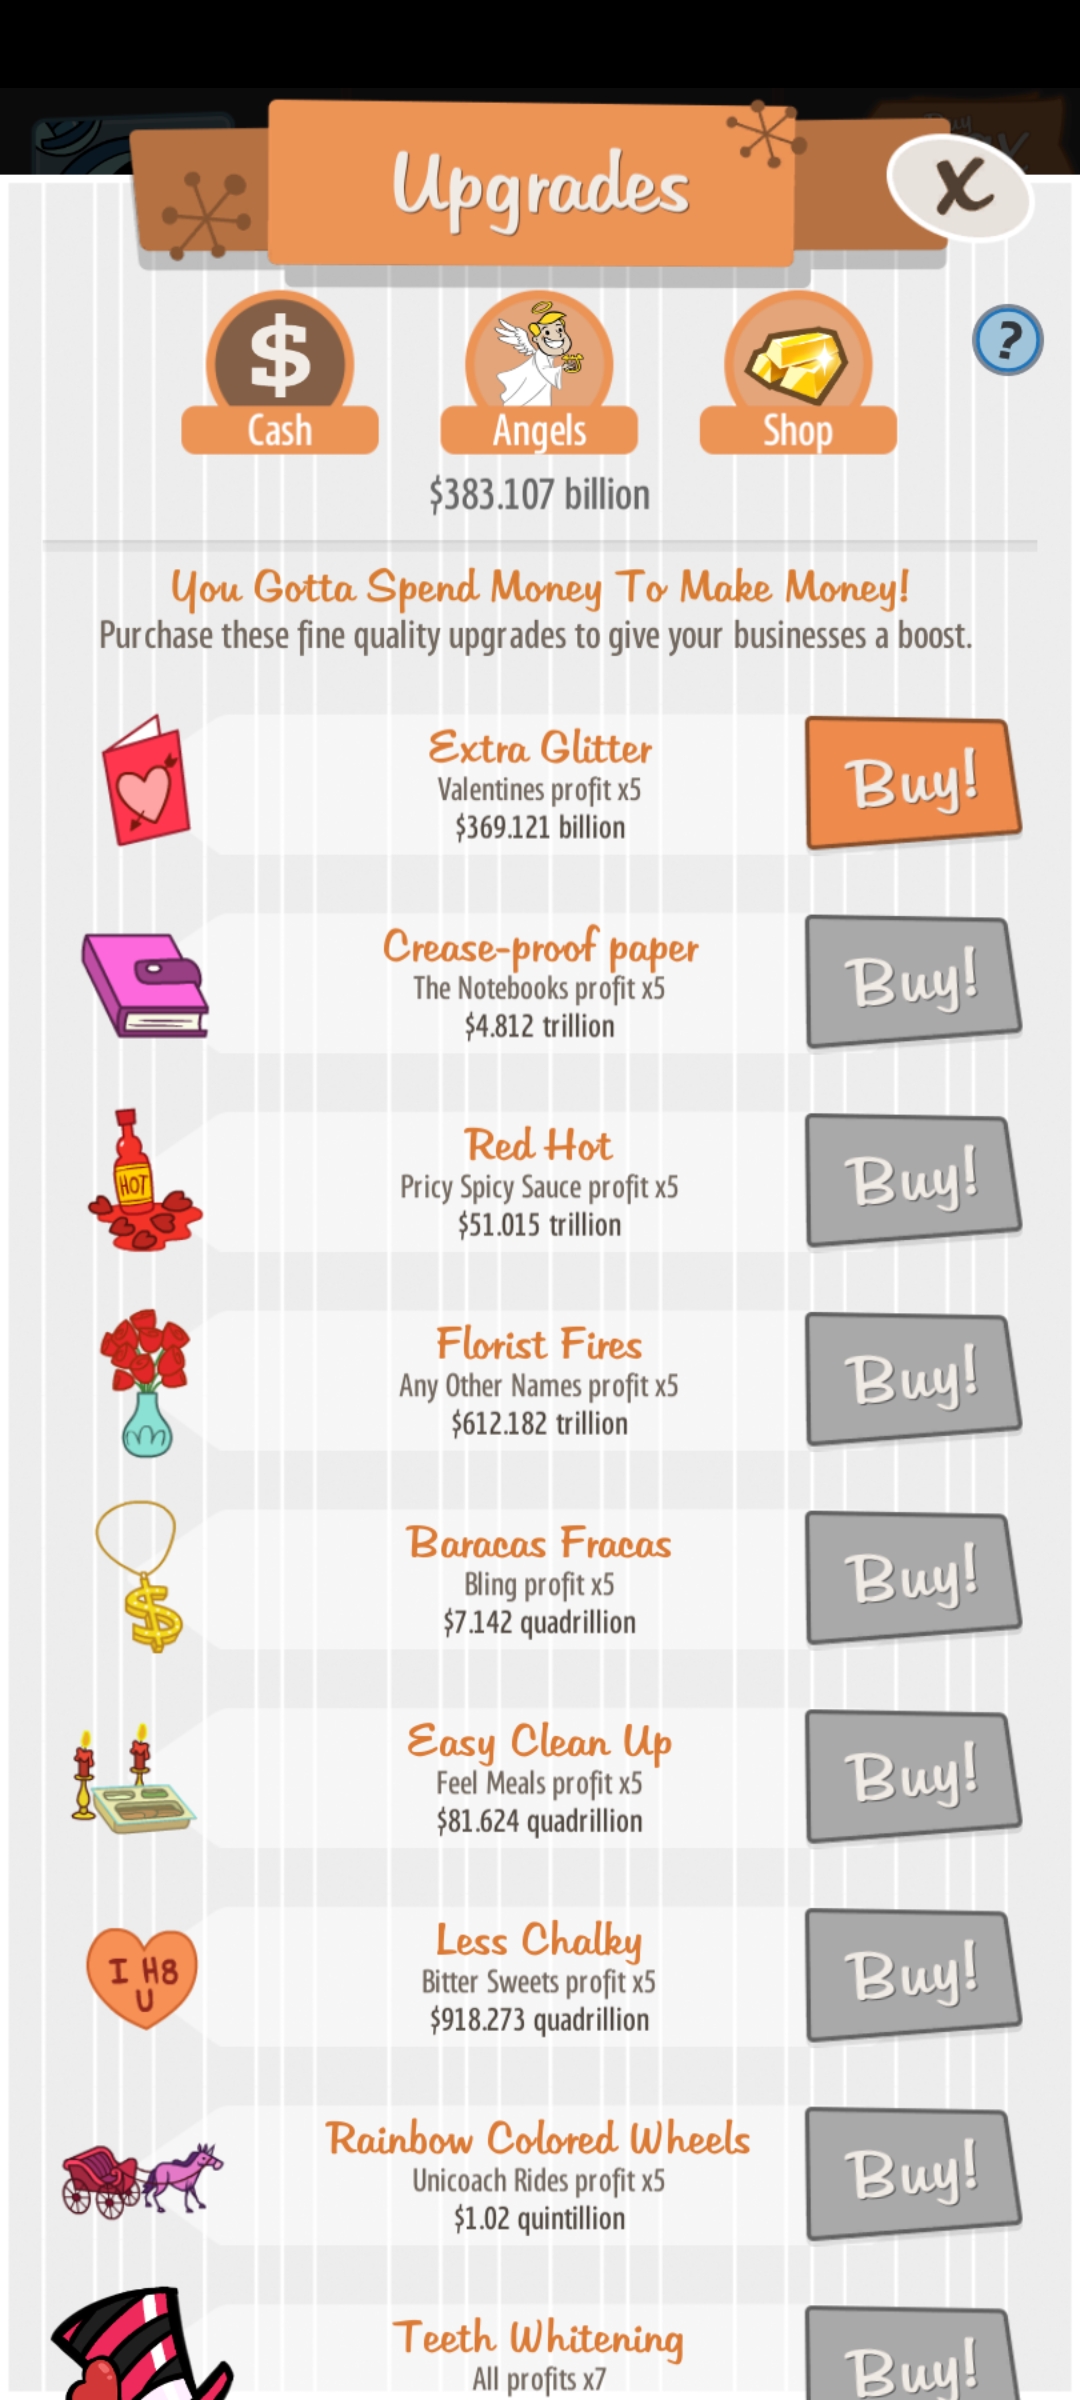 Upgrades
X
Cash
Angels
Shop
?
$383.107 billion
You Gotta Spend Money To Make Money!
Purchase these fine quality upgrades to give your businesses a boost.
Extra Glitter
Valentines profit x5
$369.121 billion
Buy!
Crease-proof paper
The Notebooks profit x5
$4.812 trillion
Buy!
HOT
Red Hot
Pricy Spicy Sauce profit x5
$51.015 trillion
Buy!
Florist Fires
Any Other Names profit x5
$612.182 trillion
Buy!
Baracas Fracas
Bling profit x5
$7.142 quadrillion
Buy!
Easy Clean Up
Feel Meals profit x5
$81.624 quadrillion
Buy!
I H8
U
Less Chalky
Bitter Sweets profit x5
$918.273 quadrillion
Buy!
Rainbow Colored Wheels
Unicoach Rides profit x5
$1.02 quintillion
Buy!
Teeth Whitening
All profits x7
Buy!